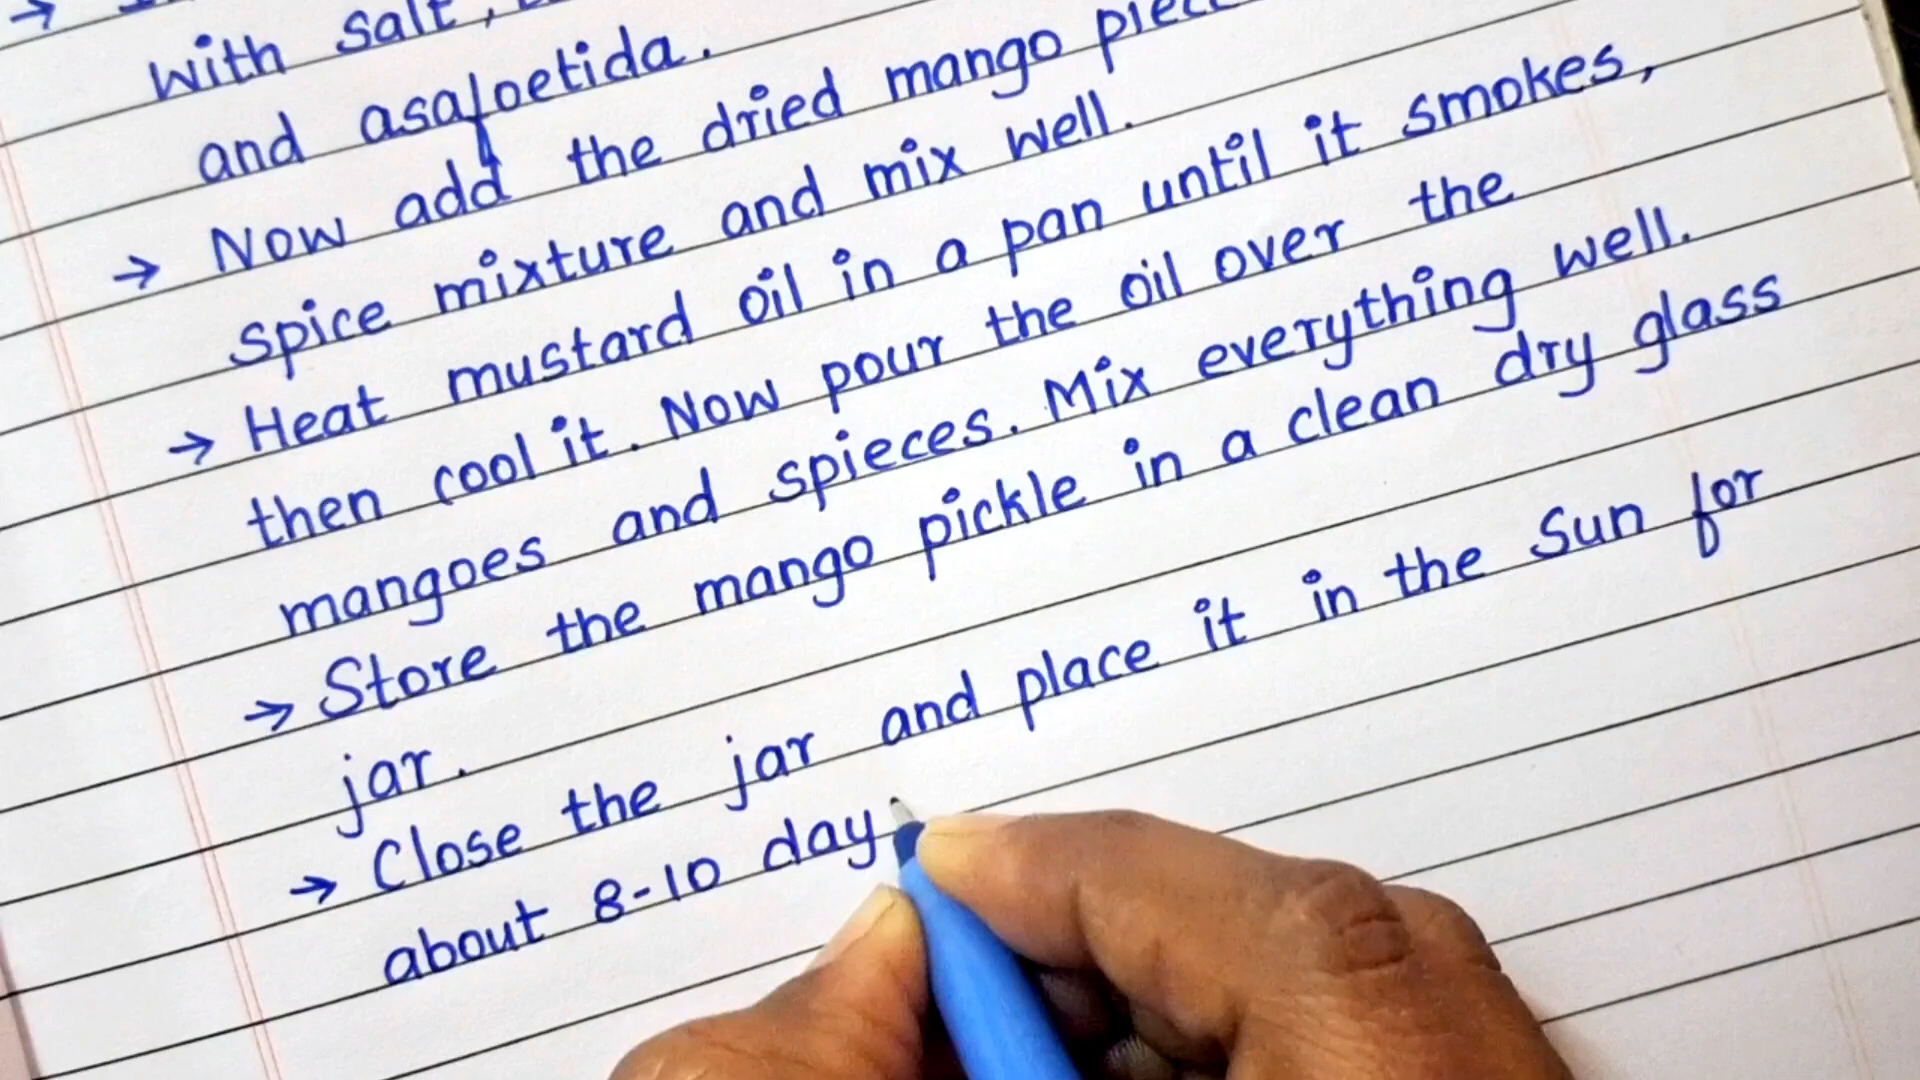 →
with salt,
and asafoetida.
→ Now add the dried mango
spice mixture and mix well.
→ Heat mustard oil in a pan until it smokes,
then cool it. Now pour the oil over the
mangoes and spieces. Mix everything well.
→ Store the mango pickle in a clean dry glass
jar.
→ Close the jar and place it in the Sun for
about 8-10 day